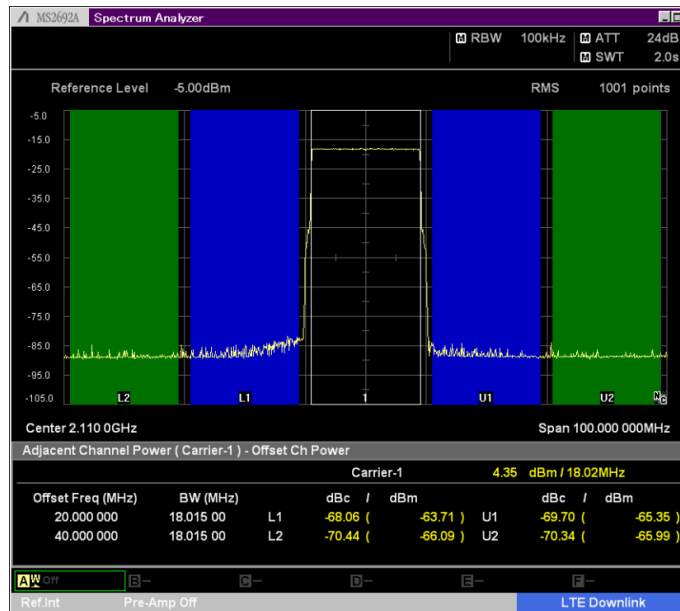 MS2692A Spectrum Analyzer
M RBW 100kHz M ATT 24dB
M SWT 2.0s
Reference Level -5.00dBm RMS 1001 points
-5.0
-15.0
-25.0
-35.0
-45.0
-55.0
-65.0
-75.0
-85.0
-95.0
-105.0
L2 L1 1 U1 U2 NC
Center 2.110 0GHz Span 100.000 000MHz
Adjacent Channel Power ( Carrier-1 ) - Offset Ch Power
Carrier-1 4.35 dBm / 18.02MHz
Offset Freq (MHz) BW (MHz) dBc / dBm dBc / dBm
20.000 000 18.015 00 L1 -68.06 ( -63.71 ) U1 -69.70 ( -65.35 )
40.000 000 18.015 00 L2 -70.44 ( -66.09 ) U2 -70.34 ( -65.99 )
A W Off B - C - D - E - F -
Ref.Int Pre-Amp Off LTE Downlink